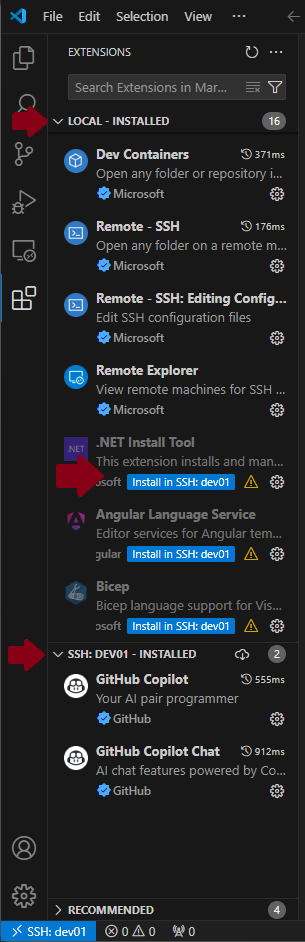 File Edit Selection View ···
EXTENSIONS
Search Extensions in Mar...
LOCAL - INSTALLED 16
Dev Containers 371ms
Open any folder or repository i...
Microsoft
Remote - SSH 176ms
Open any folder on a remote m...
Microsoft
Remote - SSH: Editing Config...
Edit SSH configuration files
Microsoft
Remote Explorer
View remote machines for SSH ...
Microsoft
.NET
.NET Install Tool
This extension installs and man...
osoft Install in SSH: dev01
Angular Language Service
Editor services for Angular tem...
gular Install in SSH: dev01
Bicep
Bicep language support for Vis...
osoft Install in SSH: dev01
SSH: DEV01 - INSTALLED 2
GitHub Copilot 555ms
Your AI pair programmer
GitHub
GitHub Copilot Chat 912ms
AI chat features powered by Co...
GitHub
RECOMMENDED 4
SSH: dev01 0 0 0